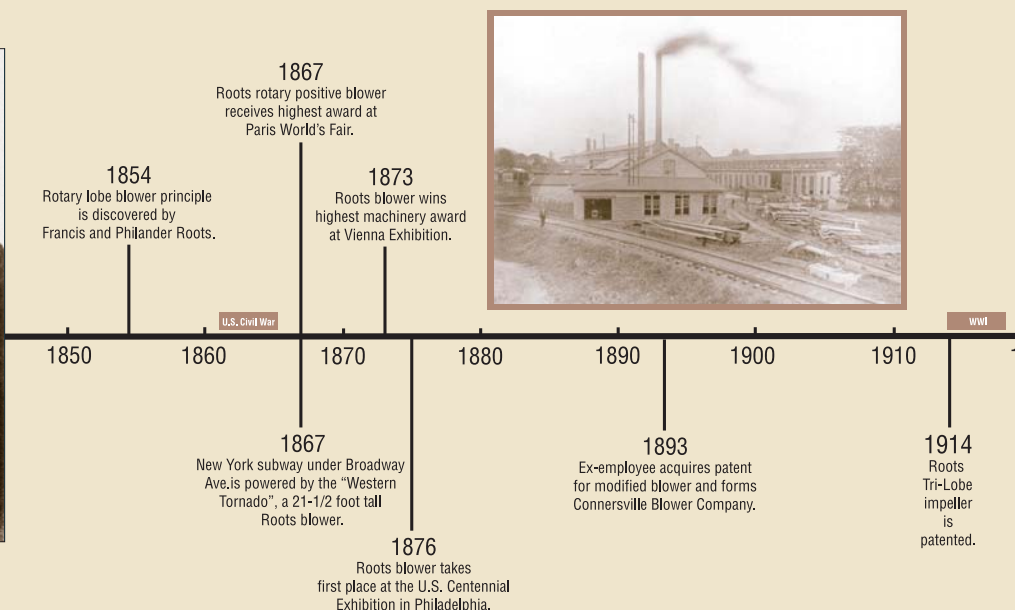 1867
Roots rotary positive blower
receives highest award at
Paris World's Fair.
1854
Rotary lobe blower principle
is discovered by
Francis and Philander Roots.
1873
Roots blower wins
highest machinery award
at Vienna Exhibition.
U.S. Civil War
WWI
1850
1860
1870
1880
1890
1900
1910
1867
New York subway under Broadway
Ave.is powered by the “Western
Tornado”, a 21-1/2 foot tall
Roots blower.
1893
Ex-employee acquires patent
for modified blower and forms
Connersville Blower Company.
1914
Roots
Tri-Lobe
impeller
is
patented.
1876
Roots blower takes
first place at the U.S. Centennial
Exhibition in Philadelphia.